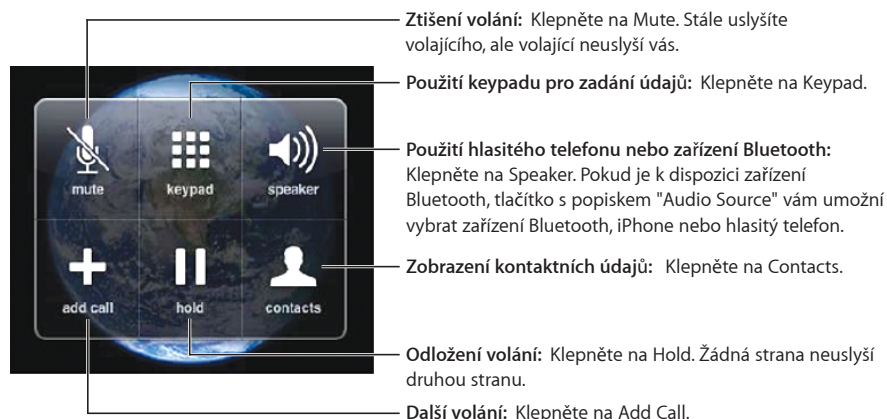 Ztišení volání: Klepněte na Mute. Stále uslyšíte
volajícího, ale volající neuslyší vás.
Použití keypadu pro zadání údajů: Klepněte na Keypad.
Použití hlasitého telefonu nebo zařízení Bluetooth:
Klepněte na Speaker. Pokud je k dispozici zařízení
Bluetooth, tlačítko s popiskem "Audio Source" vám umožní
vybrat zařízení Bluetooth, iPhone nebo hlasitý telefon.
Zobrazení kontaktních údajů: Klepněte na Contacts.
Odložení volání: Klepněte na Hold. Žádná strana neuslyší
druhou stranu.
Další volání: Klepněte na Add Call.
mute
keypad
speaker
add call
hold
contacts